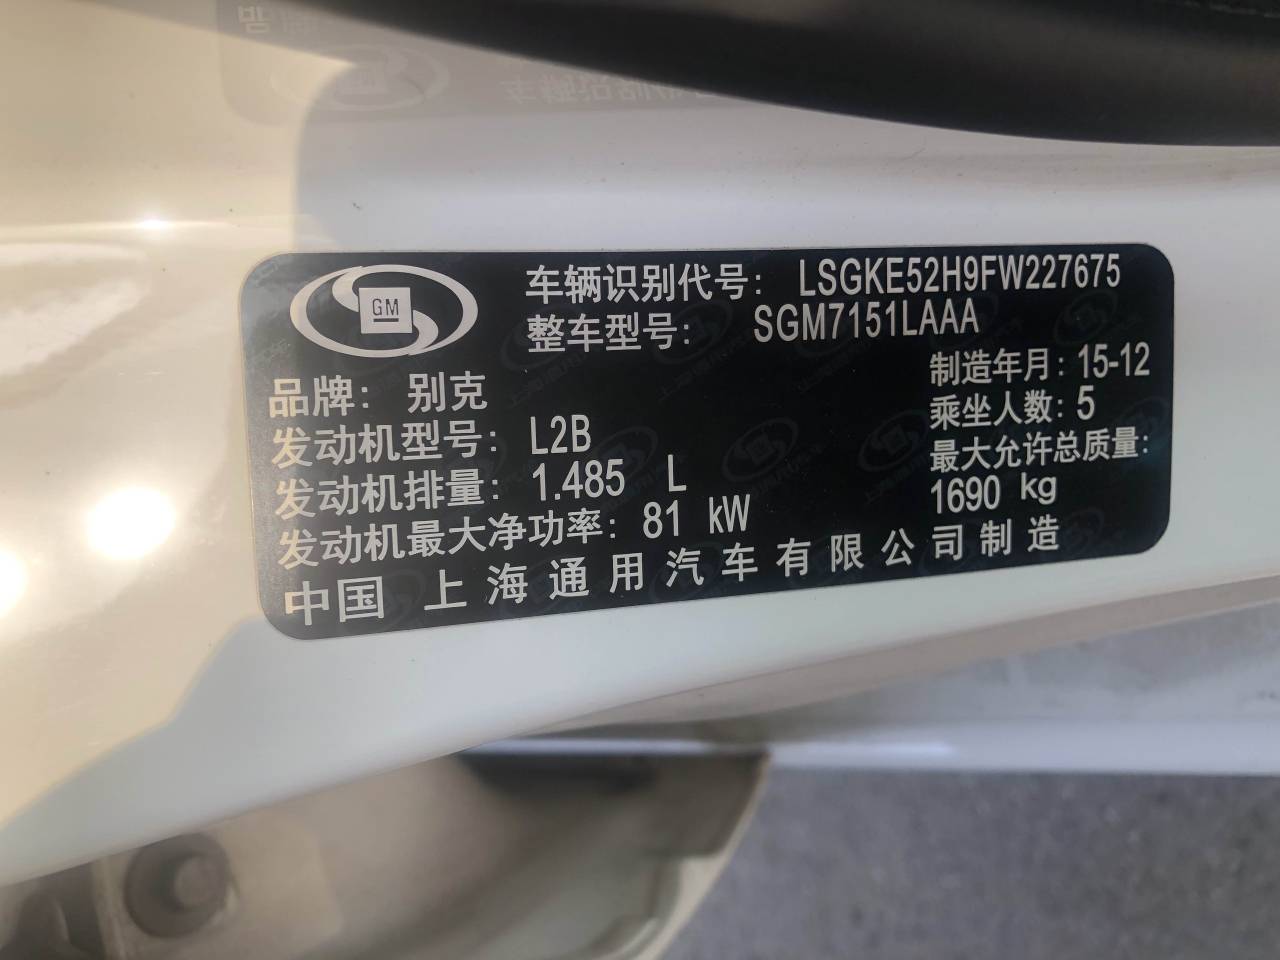 GM
车辆识别代号: LSGKE52H9FW227675
整车型号: SGM7151LAAA
品牌: 别克
制造年月: 15-12
发动机型号: L2B
乘坐人数: 5
发动机排量: 1.485 L
最大允许总质量:
1690 kg
发动机最大净功率: 81 kW
中国 上海通用汽车有限公司制造